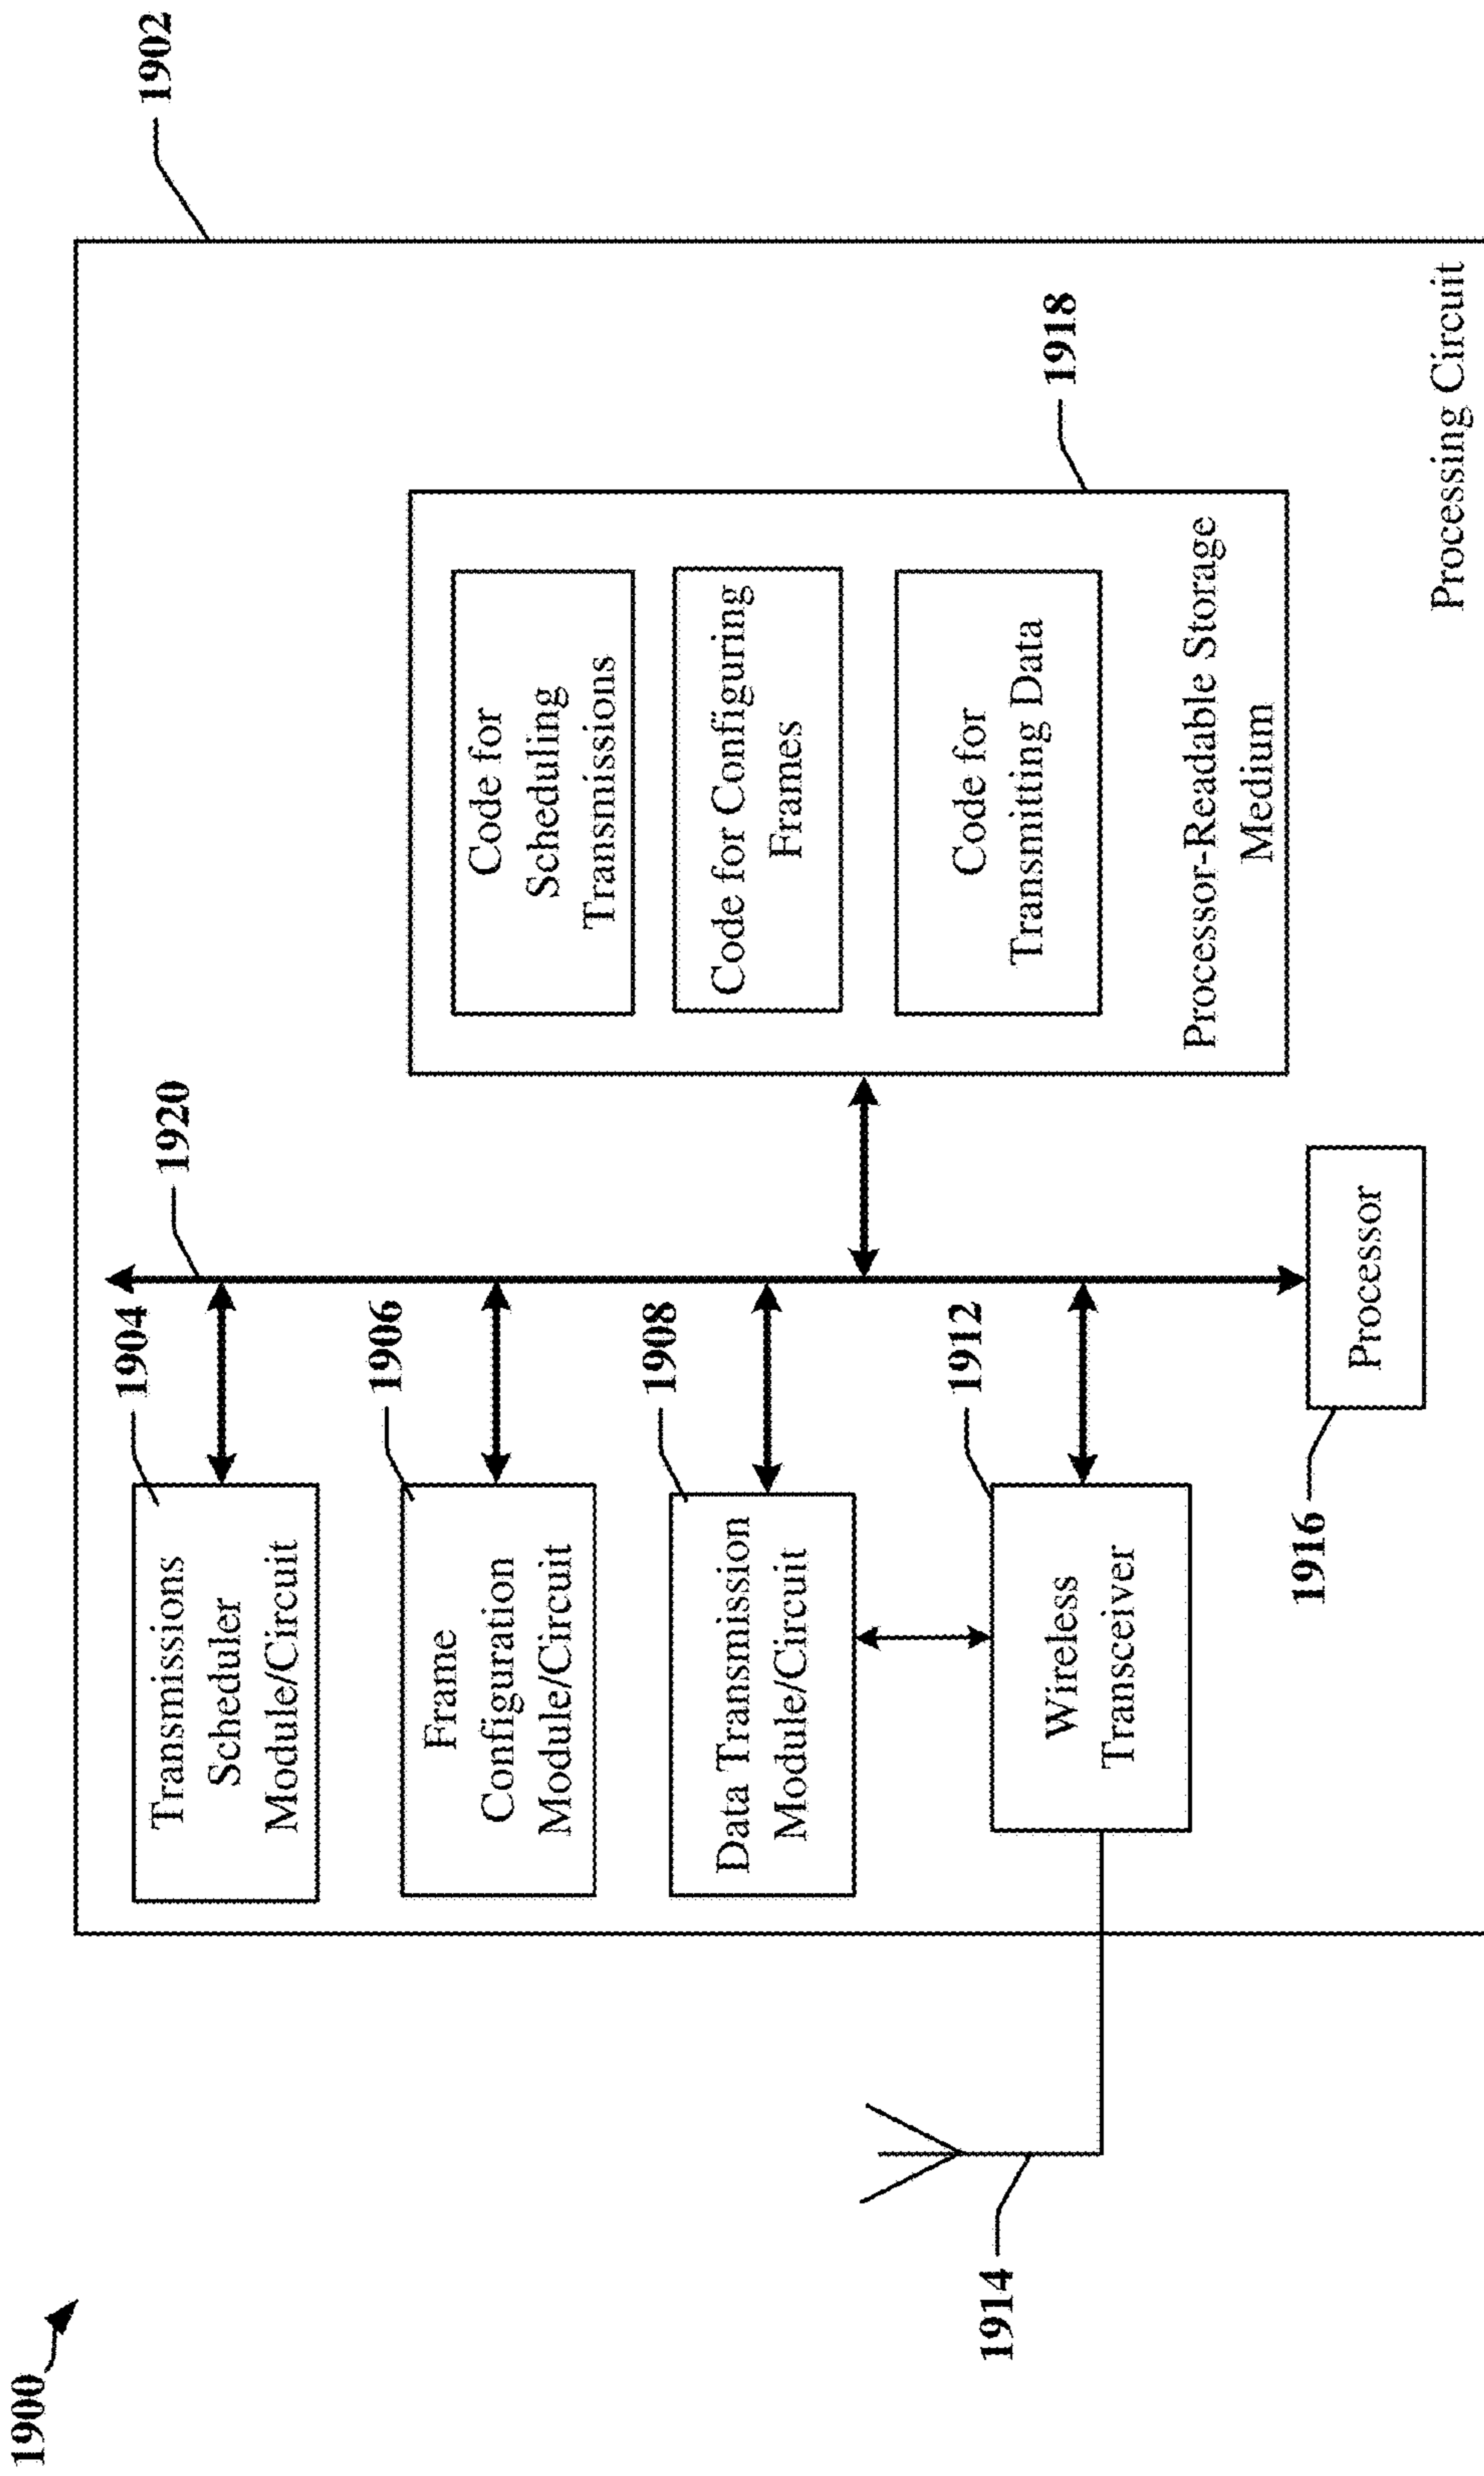 1900
1902
1920
1904
Transmissions
Scheduler
Module/Circuit
1906
Frame
Configuration
Module/Circuit
1908
Data Transmission
Module/Circuit
1912
Wireless
Transceiver
1914
1916
Processor
1918
Code for
Scheduling
Transmissions
Code for Configuring
Frames
Code for
Transmitting Data
Processor-Readable Storage
Medium
Processing Circuit